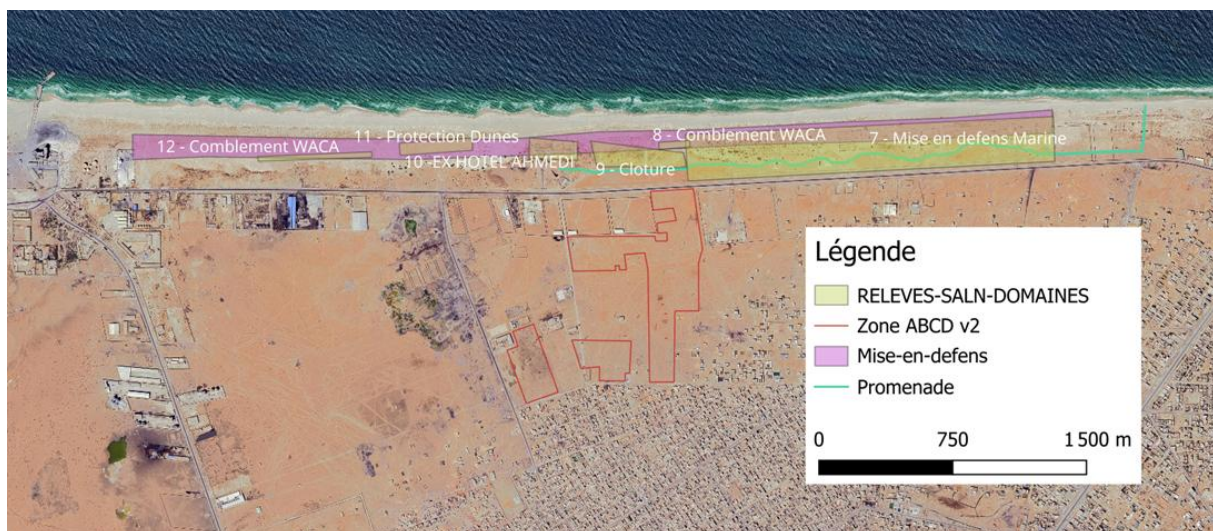 11 - Protection Dunes
8 - Comblement WACA
7 - Mise en defens Marine
12 - Comblement WACA
10 -EX HOTEL AHMEDI
9 - Cloture
Légende
RELEVES-SALN-DOMAINES
Zone ABCD v2
Mise-en-defens
Promenade
0 750 1 500 m